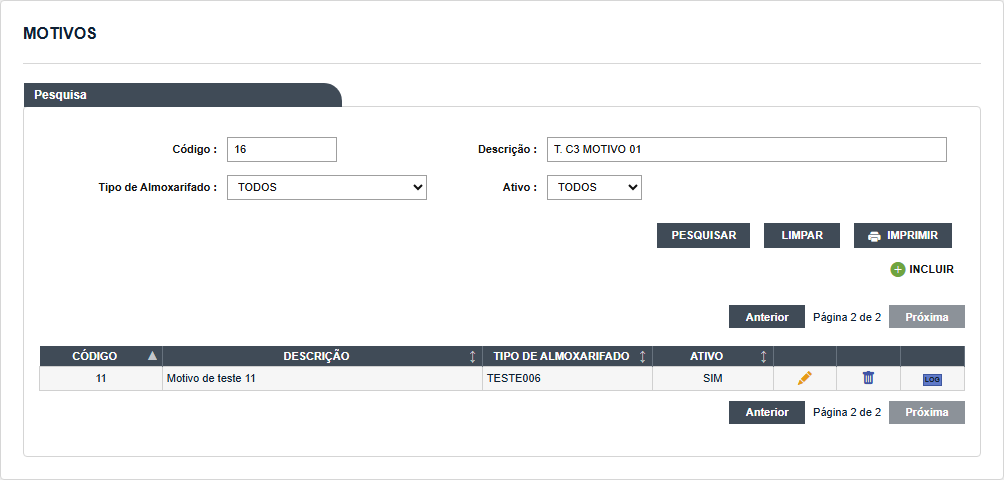 MOTIVOS
Pesquisa
Código : 16 Descrição : T. C3 MOTIVO 01
Tipo de Almoxarifado : TODOS Ativo : TODOS
PESQUISAR LIMPAR IMPRIMIR
INCLUIR
Anterior Página 2 de 2 Próxima
CÓDIGO DESCRIÇÃO TIPO DE ALMOXARIFADO ATIVO
11 Motivo de teste 11 TESTE006 SIM LOG
Anterior Página 2 de 2 Próxima